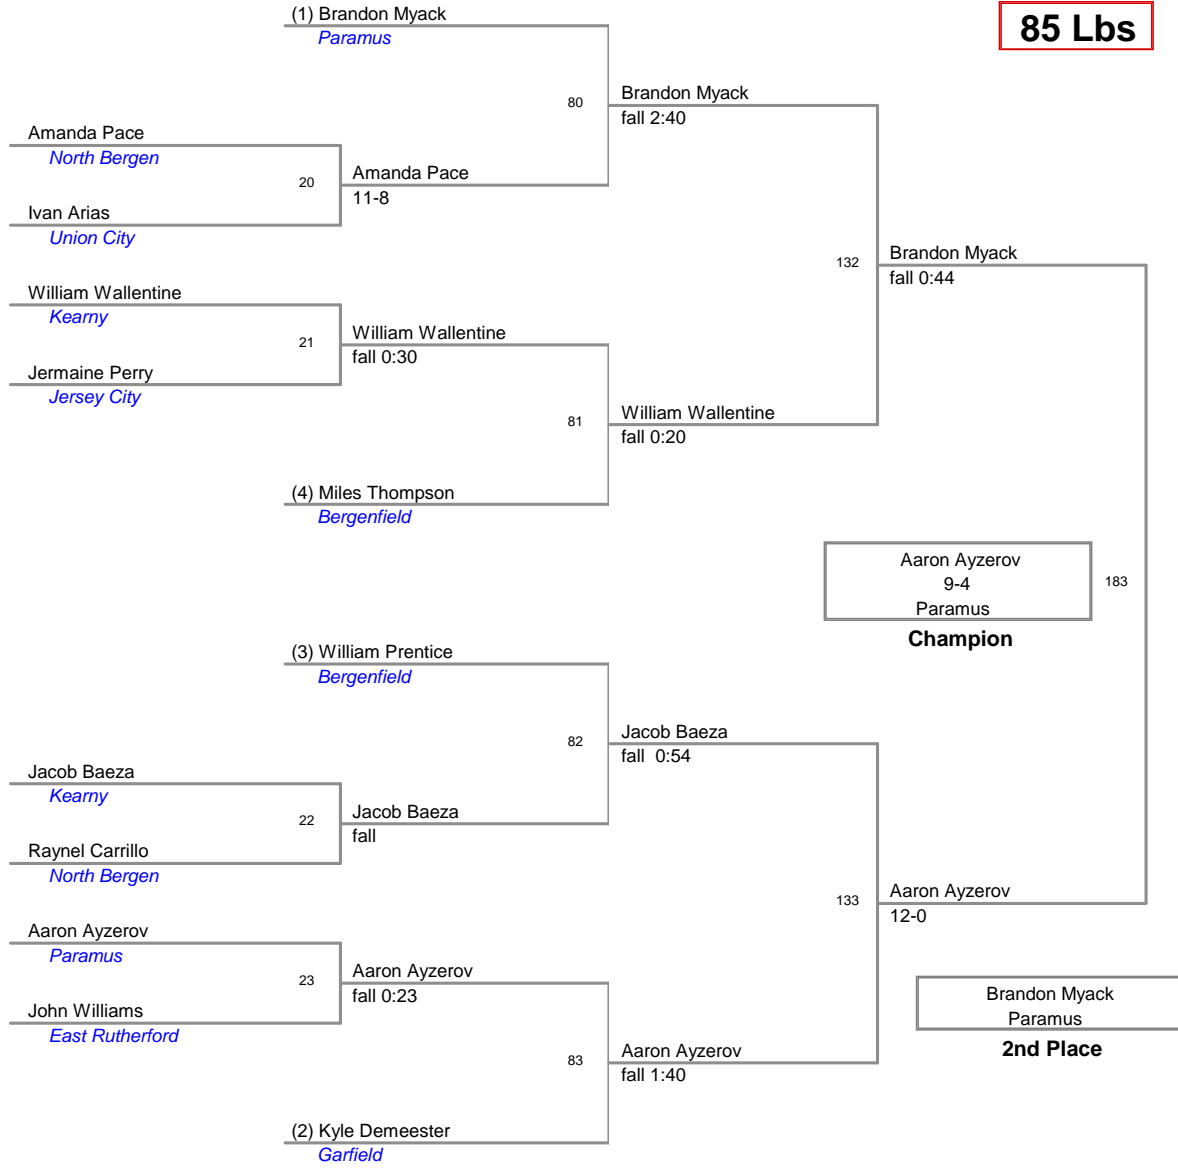 (1) Brandon Myack
Paramus
85 Lbs
80
Brandon Myack
fall 2:40
Amanda Pace
North Bergen
20
Amanda Pace
11-8
Ivan Arias
Union City
132
Brandon Myack
fall 0:44
William Wallentine
Kearny
21
William Wallentine
fall 0:30
Jermaine Perry
Jersey City
81
William Wallentine
fall 0:20
(4) Miles Thompson
Bergenfield
Aaron Ayzerov
9-4
Paramus
183
Champion
(3) William Prentice
Bergenfield
82
Jacob Baeza
fall  0:54
Jacob Baeza
Kearny
22
Jacob Baeza
fall
Raynel Carrillo
North Bergen
133
Aaron Ayzerov
12-0
Aaron Ayzerov
Paramus
23
Aaron Ayzerov
fall 0:23
John Williams
East Rutherford
Brandon Myack
Paramus
2nd Place
83
Aaron Ayzerov
fall 1:40
(2) Kyle Demeester
Garfield